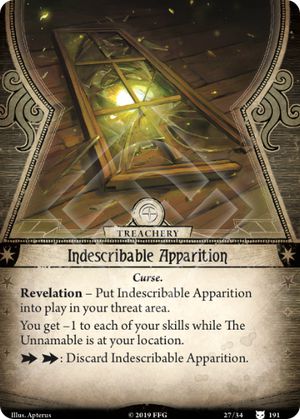 TREACHERY
Indescribable Apparition
Curse.
Revelation – Put Indescribable Apparition
into play in your threat area.
You get –1 to each of your skills while The
Unnamable is at your location.
: Discard Indescribable Apparition.
Illus. Apterus © 2019 FFG 27/34 191